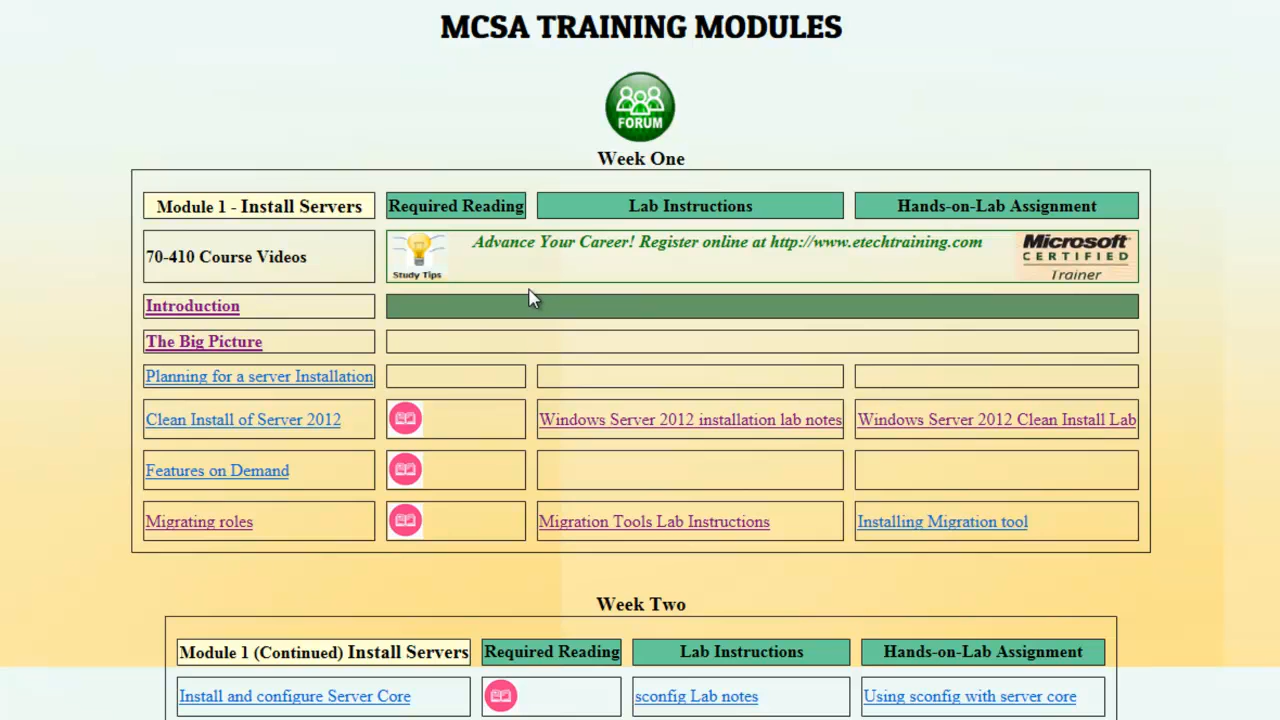 MCSA TRAINING MODULES
FORUM
Week One
Module 1 - Install Servers Required Reading Lab Instructions Hands-on-Lab Assignment
70-410 Course Videos
Study Tips
Advance Your Career! Register online at http://www.etechtraining.com
Microsoft
CERTIFIED
Trainer
Introduction
The Big Picture
Planning for a server Installation
Clean Install of Server 2012 Windows Server 2012 installation lab notes Windows Server 2012 Clean Install Lab
Features on Demand
Migrating roles Migration Tools Lab Instructions Installing Migration tool
Week Two
Module 1 (Continued) Install Servers Required Reading Lab Instructions Hands-on-Lab Assignment
Install and configure Server Core sconfig Lab notes Using sconfig with server core